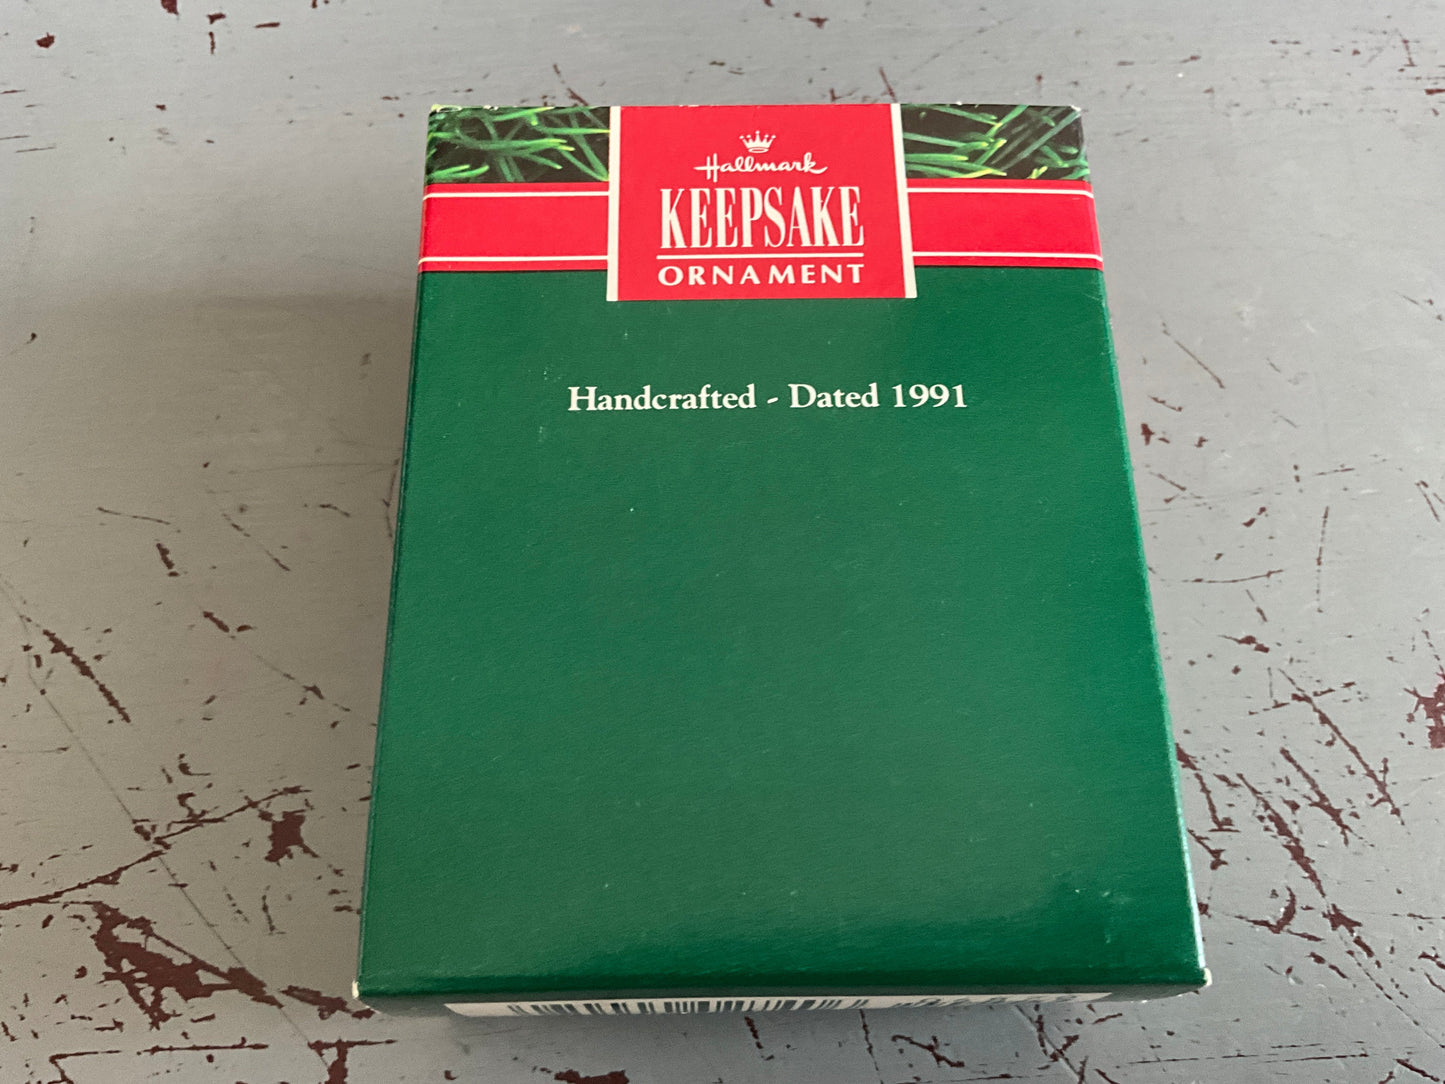 Hallmark
KEEPSAKE
ORNAMENT
Handcrafted - Dated 1991